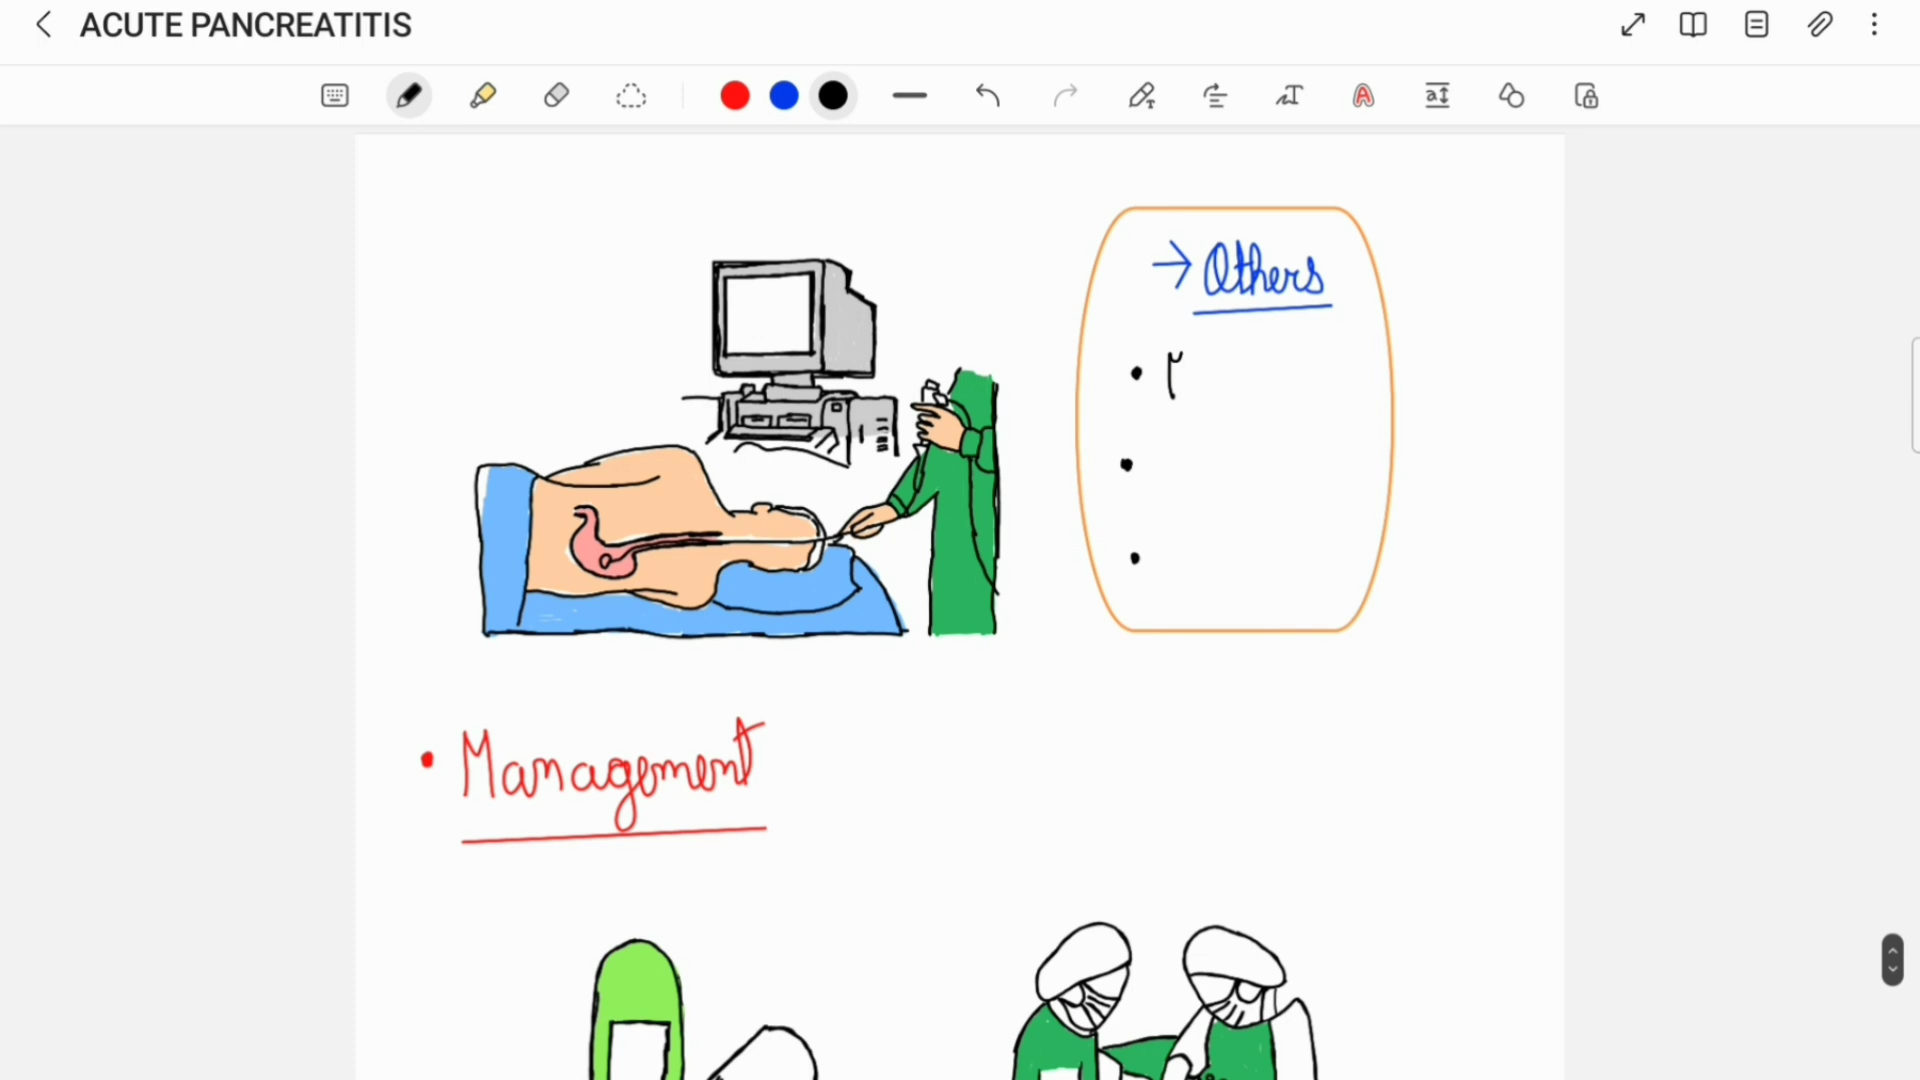 ACUTE PANCREATITIS
→ Others
• Management